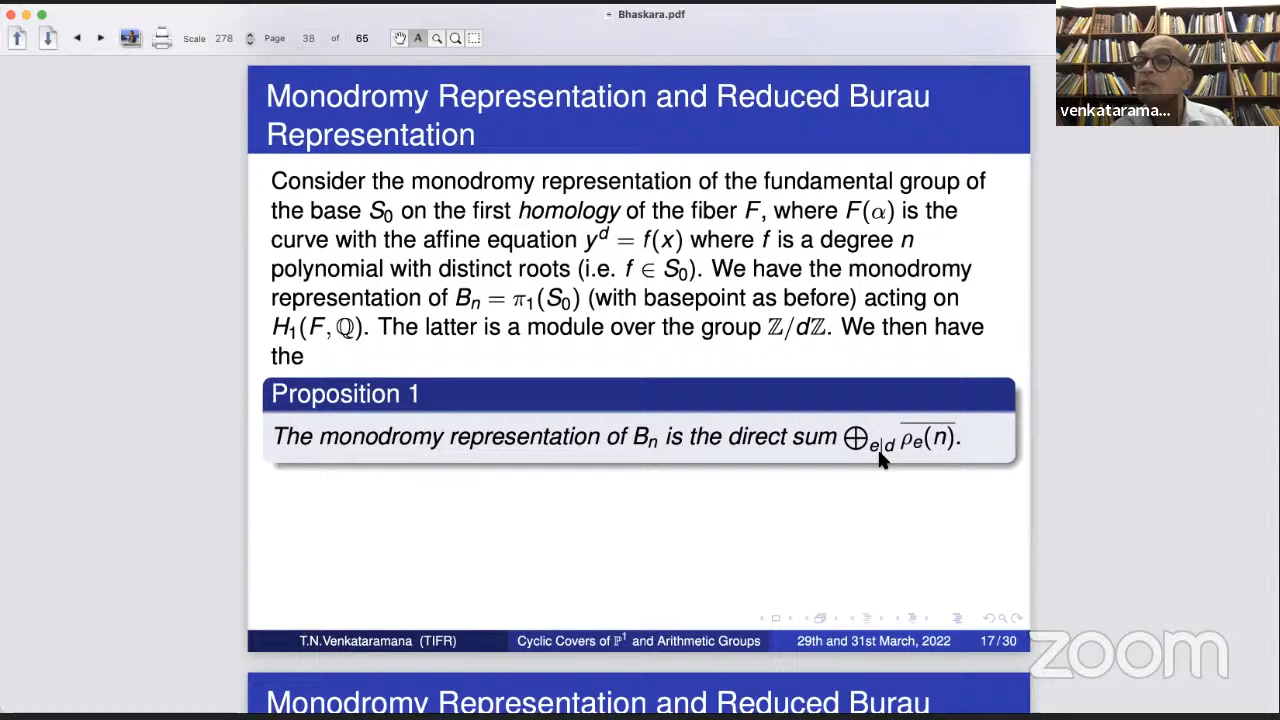 Bhaskara.pdf
Scale 278 Page 38 of 65
venkatarama...
Monodromy Representation and Reduced Burau
Representation
Consider the monodromy representation of the fundamental group of
the base S₀ on the first homology of the fiber F, where F(α) is the
curve with the affine equation yᵈ = f(x) where f is a degree n
polynomial with distinct roots (i.e. f ∈ S₀). We have the monodromy
representation of Bₙ = π₁(S₀) (with basepoint as before) acting on
H₁(F, ℚ). The latter is a module over the group ℤ/dℤ. We then have
the
Proposition 1
The monodromy representation of Bₙ is the direct sum ⊕_{e|d} \overline{ρₑ(n)}.
T.N.Venkataramana (TIFR) Cyclic Covers of ℙ¹ and Arithmetic Groups 29th and 31st March, 2022 17/30
zoom
Monodromy Representation and Reduced Burau